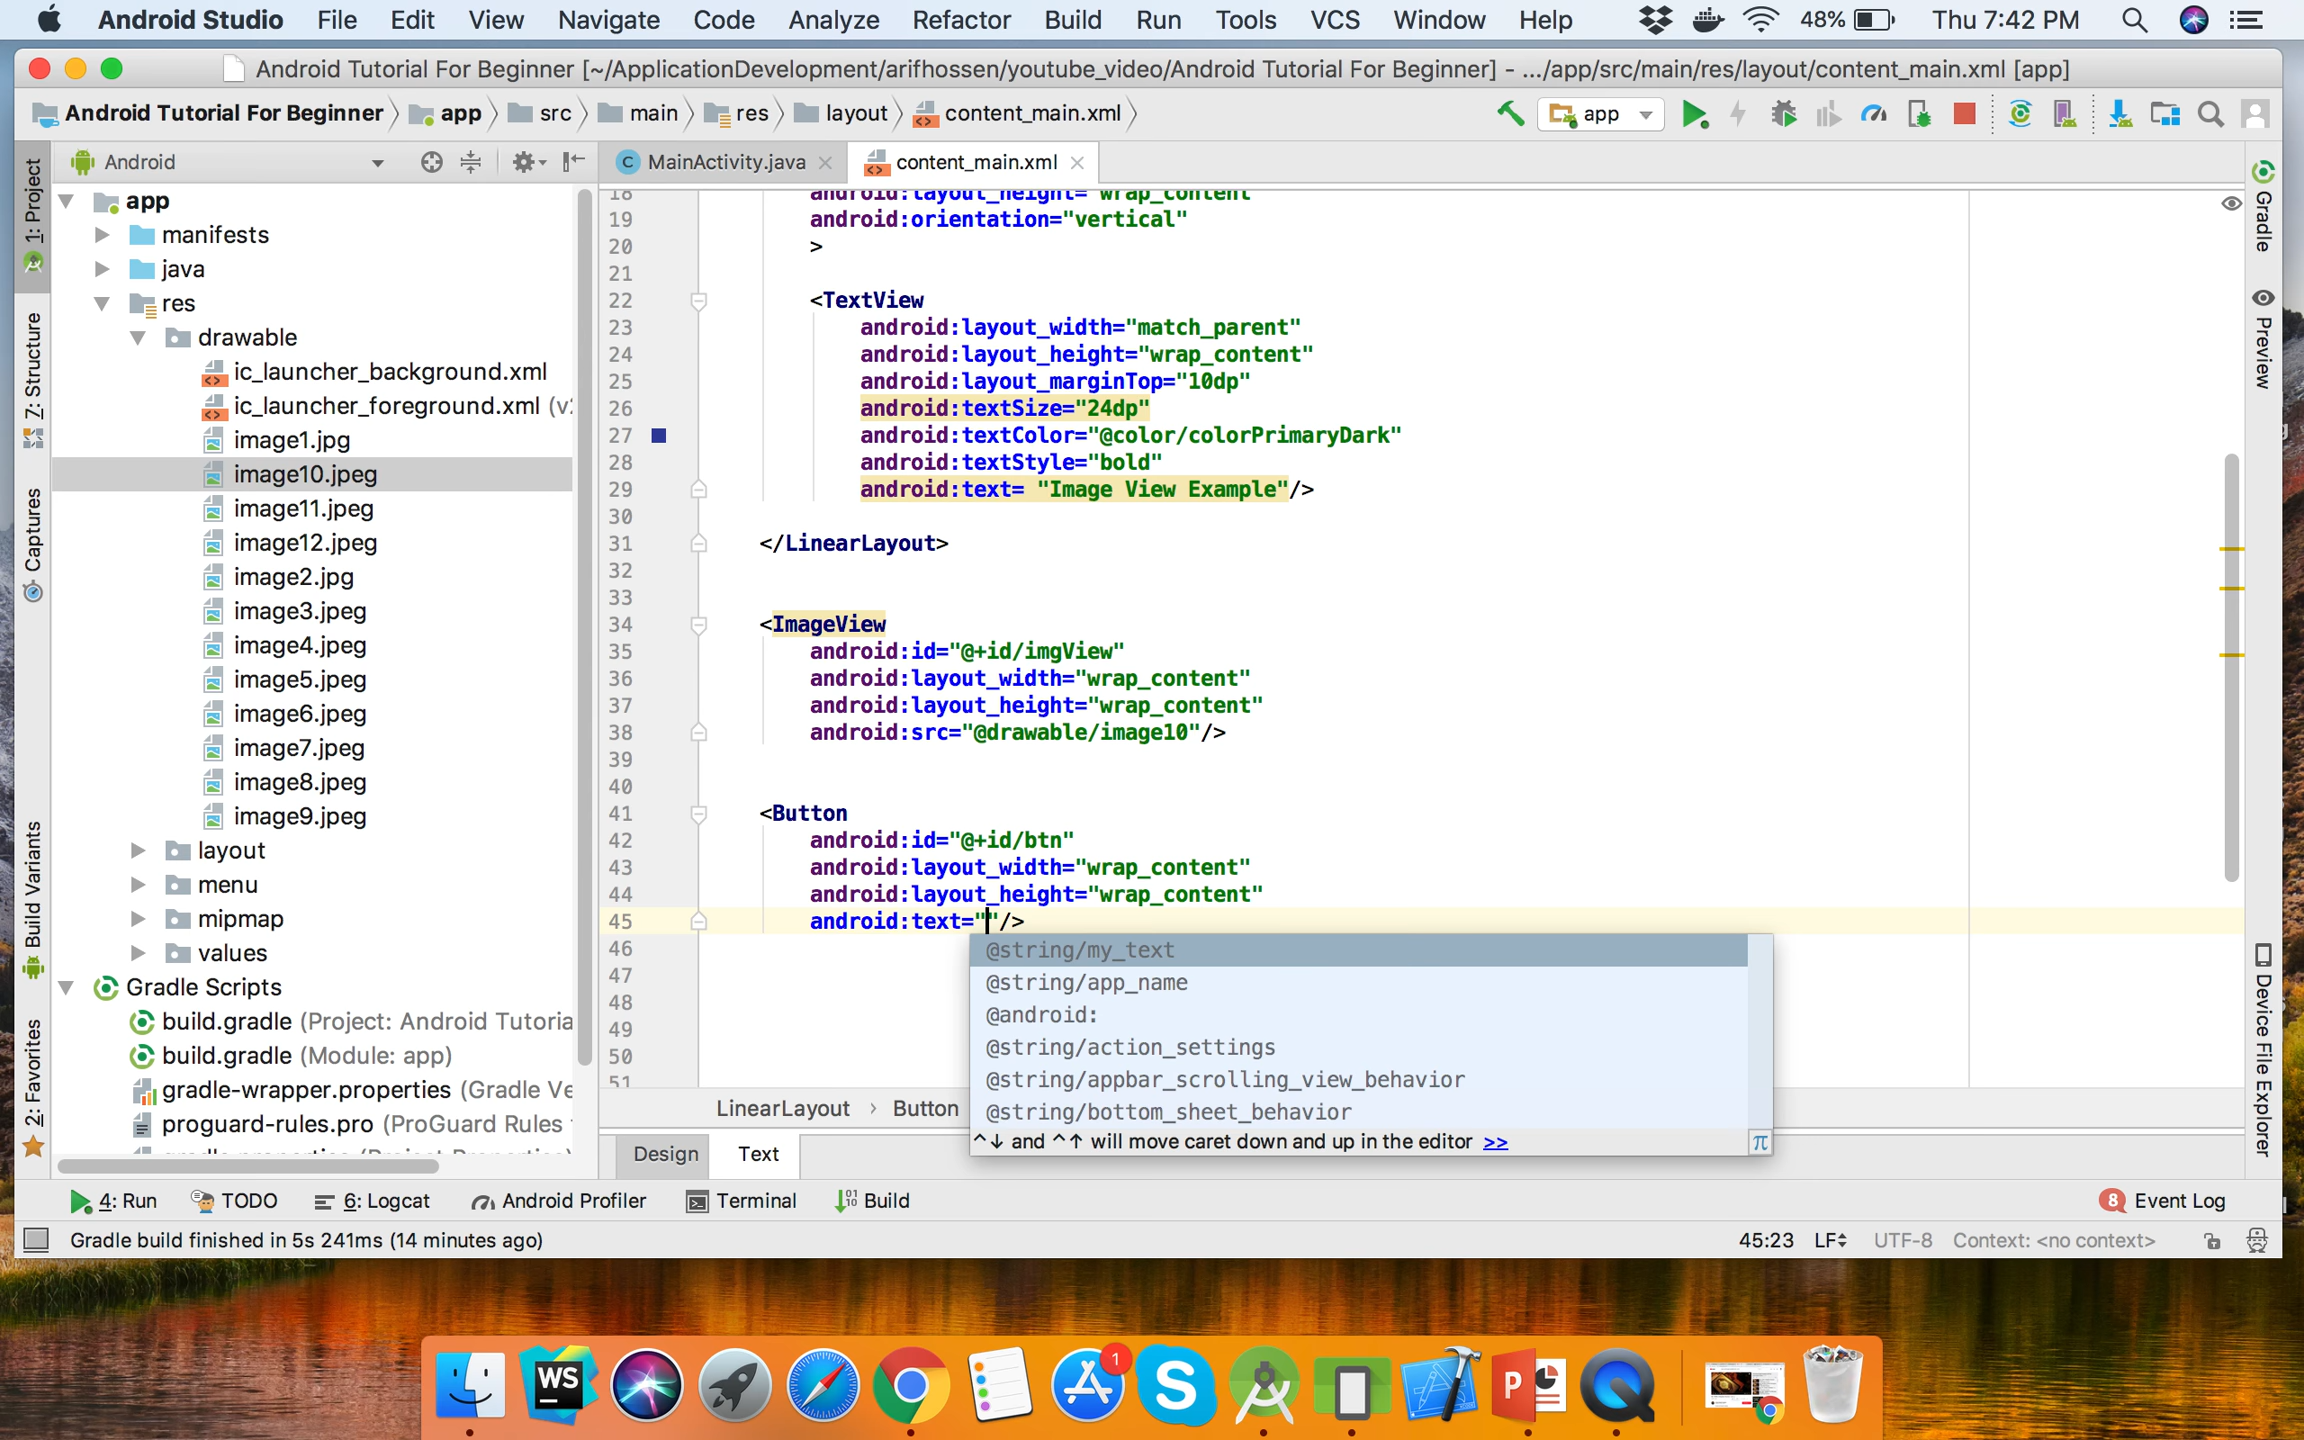 Android Studio File Edit View Navigate Code Analyze Refactor Build Run Tools VCS Window Help 48% Thu 7:42 PM
Android Tutorial For Beginner [~/ApplicationDevelopment/arifhossen/youtube_video/Android Tutorial For Beginner] - .../app/src/main/res/layout/content_main.xml [app]
Android Tutorial For Beginner app src main res layout content_main.xml app
Android
MainActivity.java content_main.xml
1: Project
Z: Structure
Captures
Build Variants
2: Favorites
app
manifests
java
res
drawable
ic_launcher_background.xml
ic_launcher_foreground.xml
image1.jpg
image10.jpeg
image11.jpeg
image12.jpeg
image2.jpg
image3.jpeg
image4.jpeg
image5.jpeg
image6.jpeg
image7.jpeg
image8.jpeg
image9.jpeg
layout
menu
mipmap
values
Gradle Scripts
build.gradle (Project: Android Tutoria
build.gradle (Module: app)
gradle-wrapper.properties (Gradle Ve
proguard-rules.pro (ProGuard Rules
18 android:layout_height="wrap_content"
19 android:orientation="vertical"
20 >
21
22 <TextView
23 android:layout_width="match_parent"
24 android:layout_height="wrap_content"
25 android:layout_marginTop="10dp"
26 android:textSize="24dp"
27 android:textColor="@color/colorPrimaryDark"
28 android:textStyle="bold"
29 android:text= "Image View Example"/>
30
31 </LinearLayout>
32
33
34 <ImageView
35 android:id="@+id/imgView"
36 android:layout_width="wrap_content"
37 android:layout_height="wrap_content"
38 android:src="@drawable/image10"/>
39
40
41 <Button
42 android:id="@+id/btn"
43 android:layout_width="wrap_content"
44 android:layout_height="wrap_content"
45 android:text=""/>
46
47
48
49
50
51
@string/my_text
@string/app_name
@android:
@string/action_settings
@string/appbar_scrolling_view_behavior
@string/bottom_sheet_behavior
^↓ and ^↑ will move caret down and up in the editor >>
π
LinearLayout › Button
Design Text
Gradle
Preview
Device File Explorer
4: Run TODO 6: Logcat Android Profiler Terminal Build 8 Event Log
Gradle build finished in 5s 241ms (14 minutes ago) 45:23 LF UTF-8 Context: <no context>
WS
1
S
P